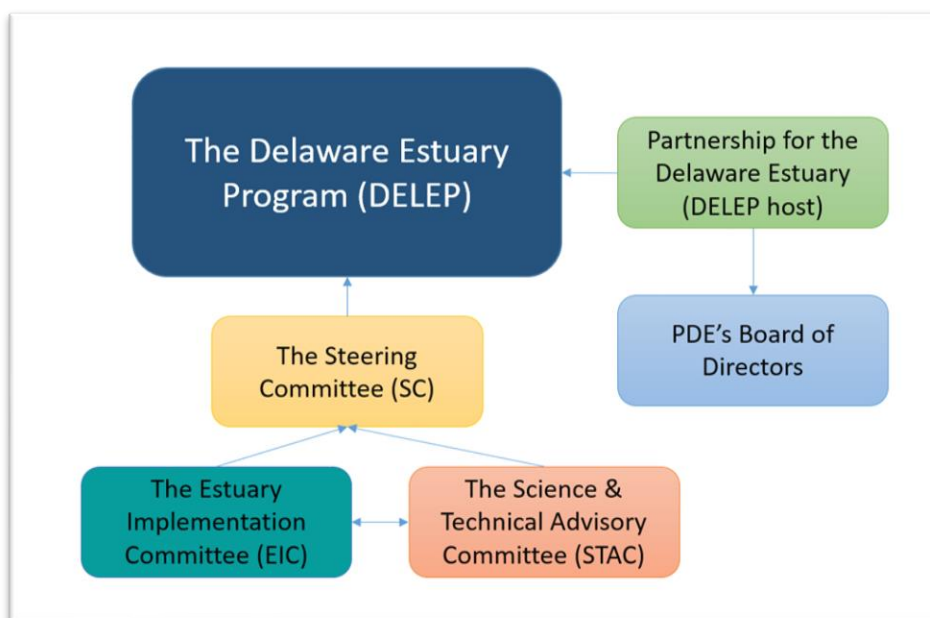 The Delaware Estuary
Program (DELEP)
Partnership for the
Delaware Estuary
(DELEP host)
PDE’s Board of
Directors
The Steering
Committee (SC)
The Estuary
Implementation
Committee (EIC)
The Science &
Technical Advisory
Committee (STAC)